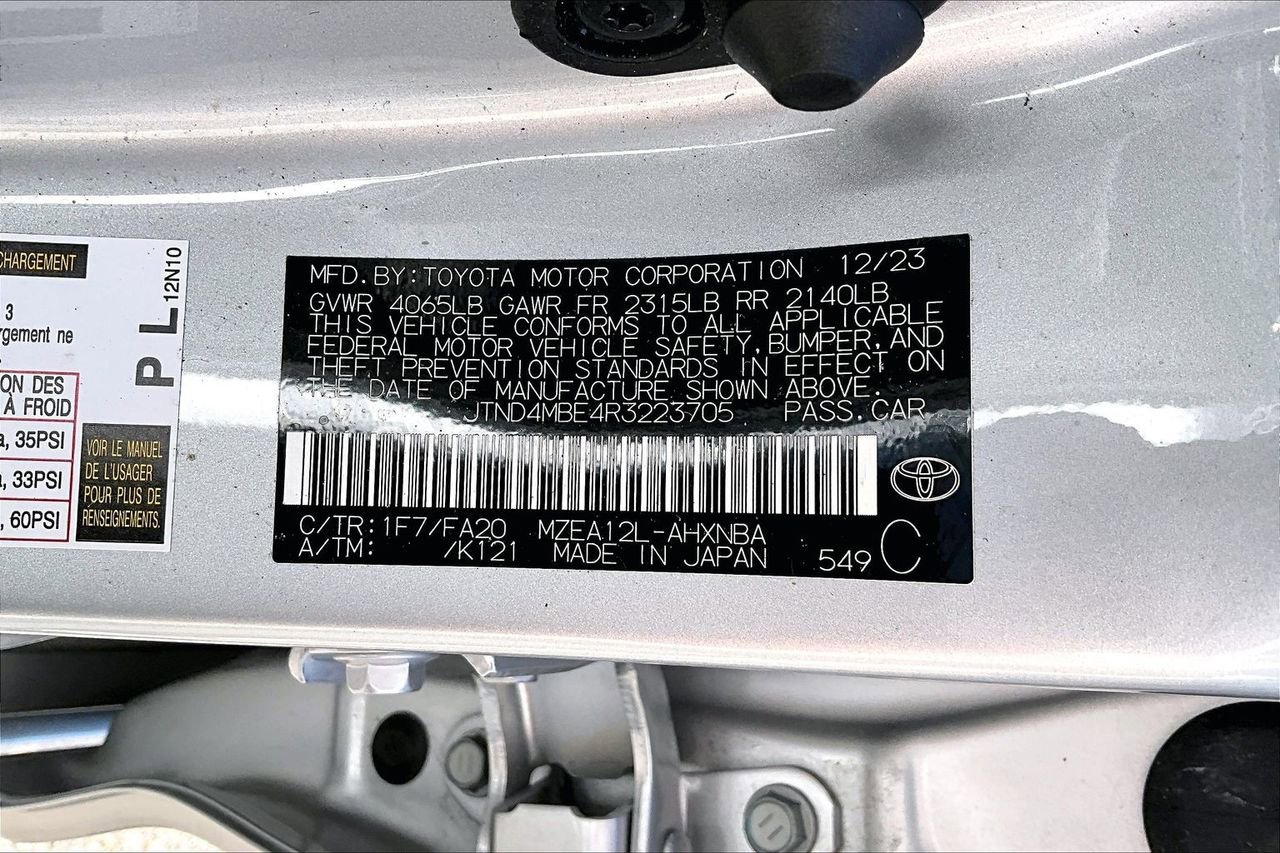 CHARGEMENT
3
rgement ne
ON DES
À FROID
a, 35PSI
a, 33PSI
, 60PSI
12N10
P L
VOIR LE MANUEL
DE L'USAGER
POUR PLUS DE
RENSEIGNEMENTS.
MFD. BY: TOYOTA MOTOR CORPORATION 12/23
GVWR 4065LB GAWR FR 2315LB RR 2140LB
THIS VEHICLE CONFORMS TO ALL APPLICABLE
FEDERAL MOTOR VEHICLE SAFETY, BUMPER, AND
THEFT PREVENTION STANDARDS IN EFFECT ON
THE DATE OF MANUFACTURE SHOWN ABOVE.
JTND4MBE4R3223705 PASS. CAR
C/TR: 1F7/FA20 MZEA12L-AHXNBA
A/TM: /K121 MADE IN JAPAN 549 C